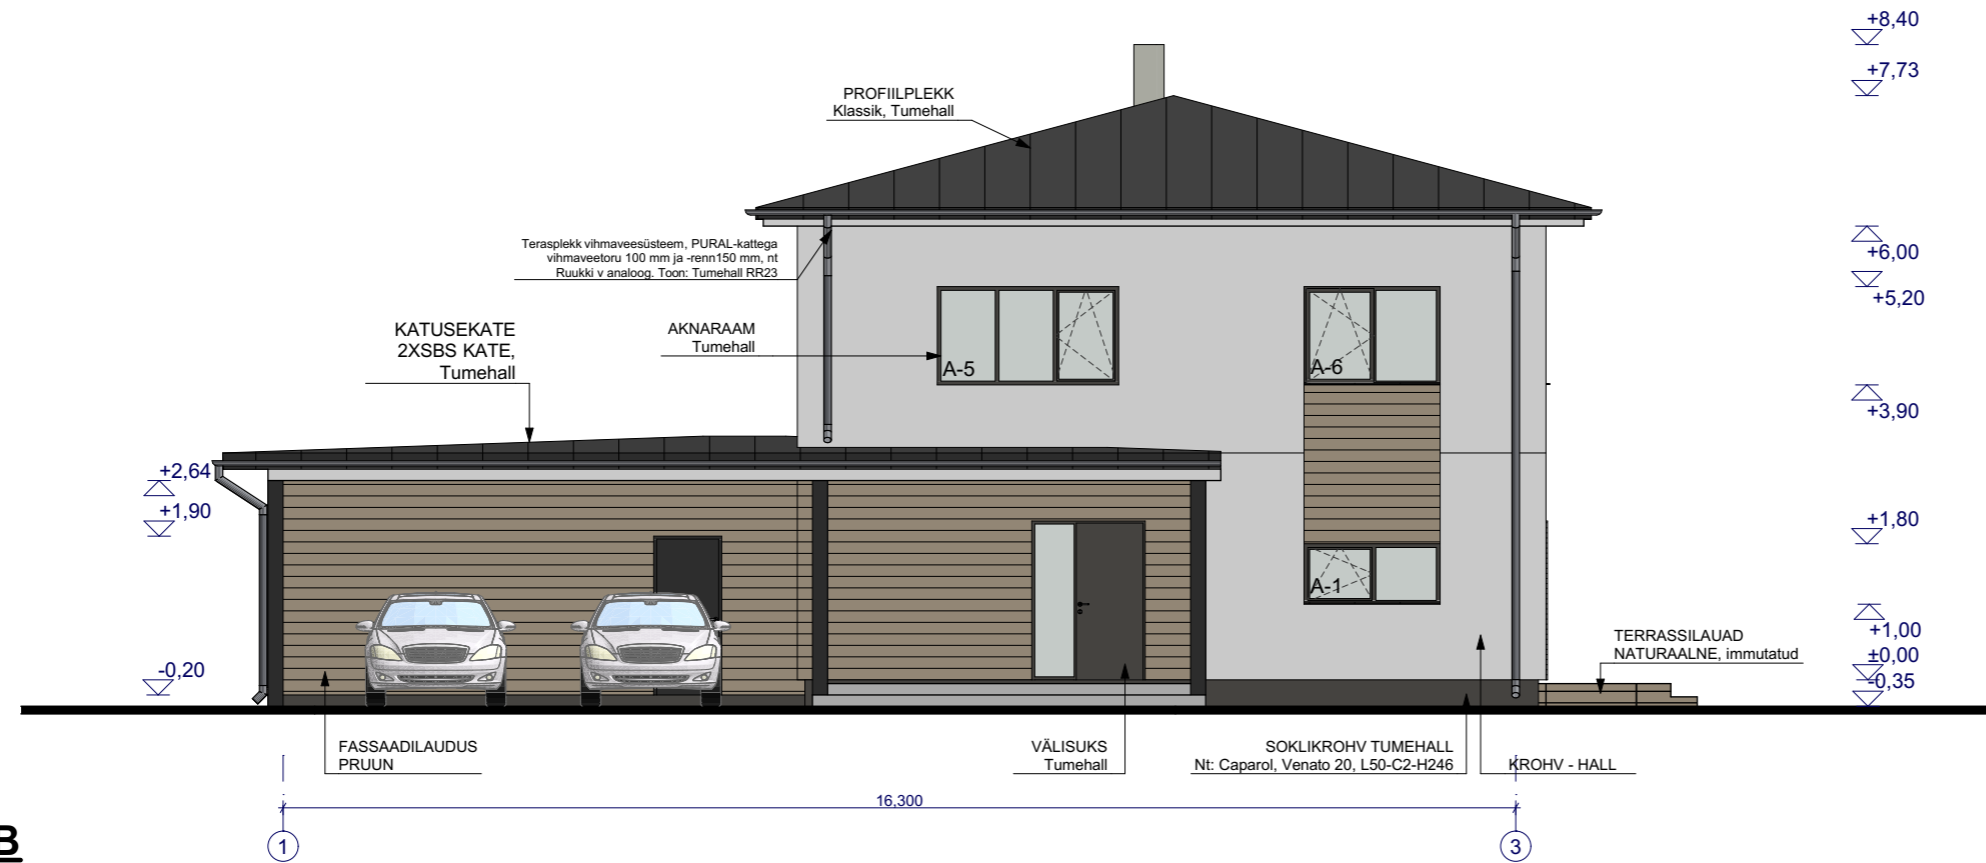 +8,40
+7,73
PROFIILPLEKK
Klassik, Tumehall
Terasplekk vihmaveesüsteem, PURAL-kattega
vihmaveetoru 100 mm ja -renn150 mm, nt
Ruukki v analoog. Toon: Tumehall RR23
+6,00
+5,20
KATUSEKATE
2XSBS KATE,
Tumehall
AKNARAAM
Tumehall
A-5
A-6
+3,90
+2,64
+1,90
+1,80
A-1
+1,00
±0,00
-0,35
-0,20
TERRASSILAUAD
NATURAALNE, immutatud
FASSAADILAUDUS
PRUUN
VÄLISUKS
Tumehall
SOKLIKROHV TUMEHALL
Nt: Caparol, Venato 20, L50-C2-H246
KROHV - HALL
16,300
1
3
B